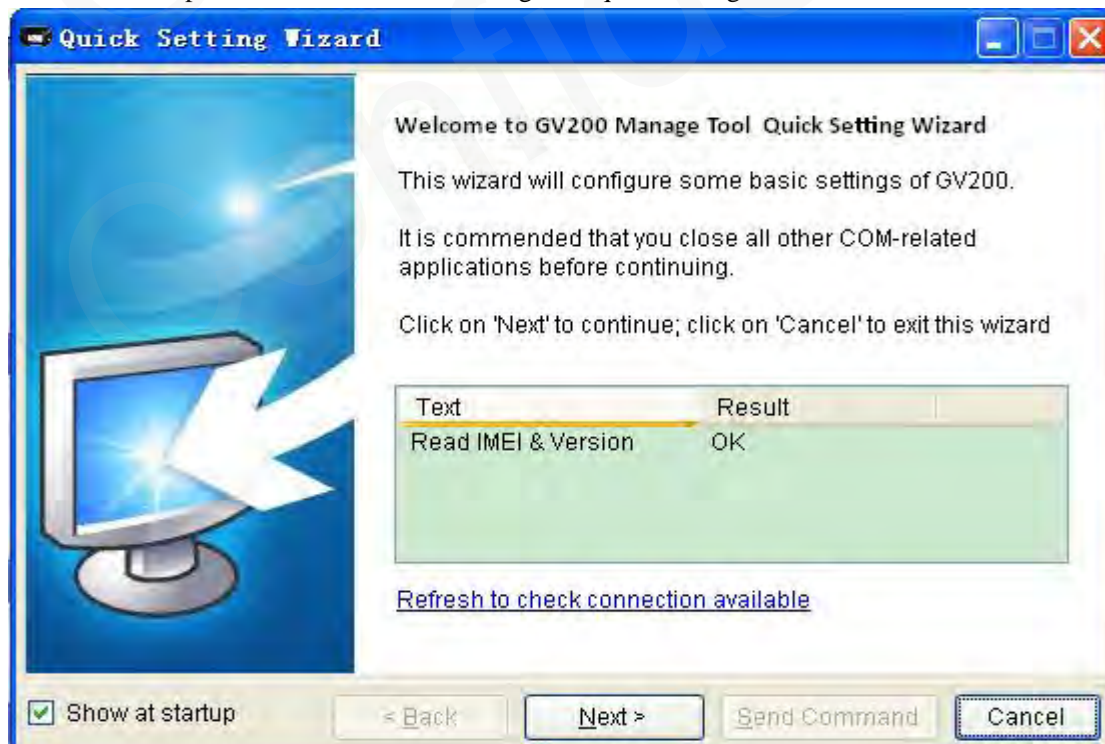 Quick Setting Wizard
Welcome to GV200 Manage Tool Quick Setting Wizard
This wizard will configure some basic settings of GV200.
It is commended that you close all other COM-related
applications before continuing.
Click on 'Next' to continue; click on 'Cancel' to exit this wizard
Text Result
Read IMEI & Version OK
Refresh to check connection available
Show at startup < Back Next > Send Command Cancel